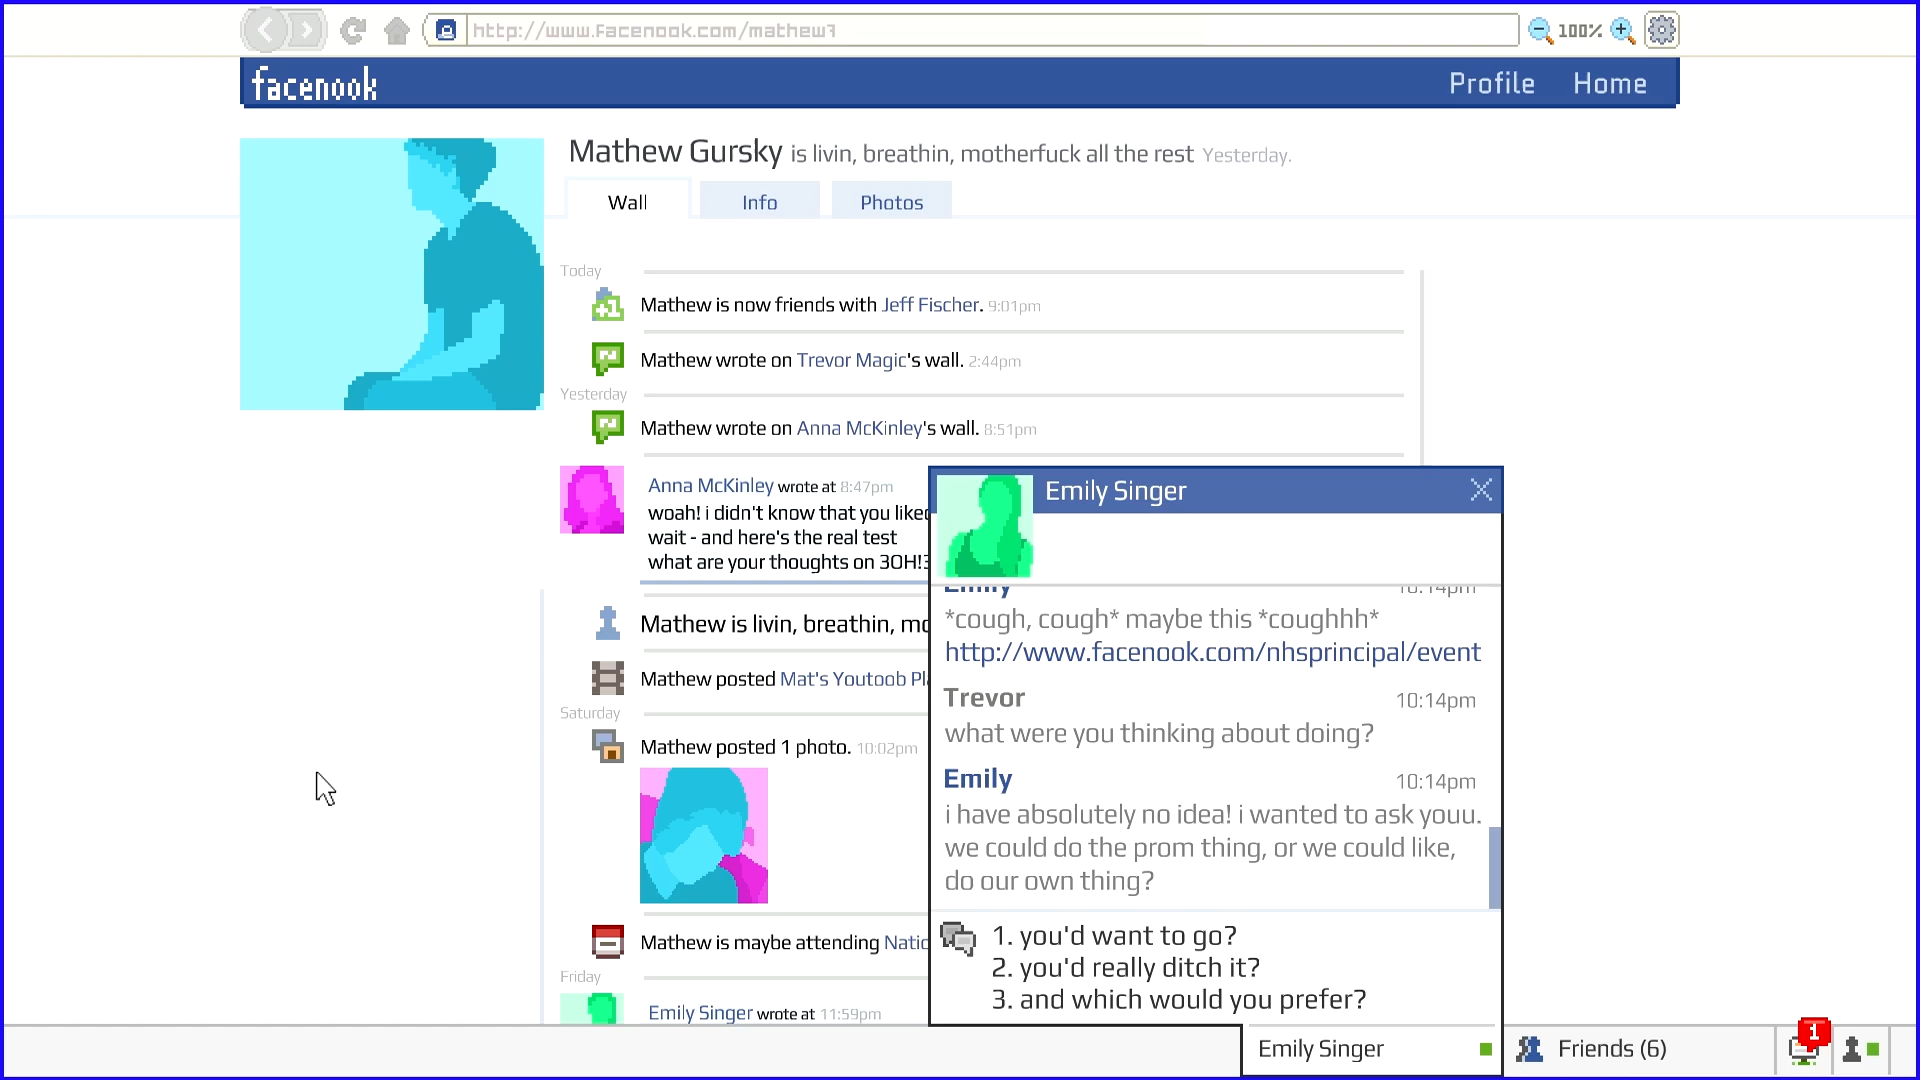 http://www.facenook.com/mathew7
100%
facenook
Profile Home
Mathew Gursky is livin, breathin, motherfuck all the rest Yesterday.
Wall Info Photos
Today
Mathew is now friends with Jeff Fischer. 9:01pm
Mathew wrote on Trevor Magic's wall. 2:44pm
Yesterday
Mathew wrote on Anna McKinley's wall. 8:51pm
Anna McKinley wrote at 8:47pm
woah! i didn't know that you liked
wait - and here's the real test
what are your thoughts on 3OH!3
Mathew is livin, breathin,
Mathew posted Mat's Youtoob
Saturday
Mathew posted 1 photo. 10:02pm
Mathew is maybe attending
Friday
Emily Singer wrote at 11:59pm
Emily Singer
Emily 10:14pm
*cough, cough* maybe this *coughhh*
http://www.facenook.com/nhsprincipal/event
Trevor 10:14pm
what were you thinking about doing?
Emily 10:14pm
i have absolutely no idea! i wanted to ask youu.
we could do the prom thing, or we could like,
do our own thing?
1. you'd want to go?
2. you'd really ditch it?
3. and which would you prefer?
Emily Singer
Friends (6)
1